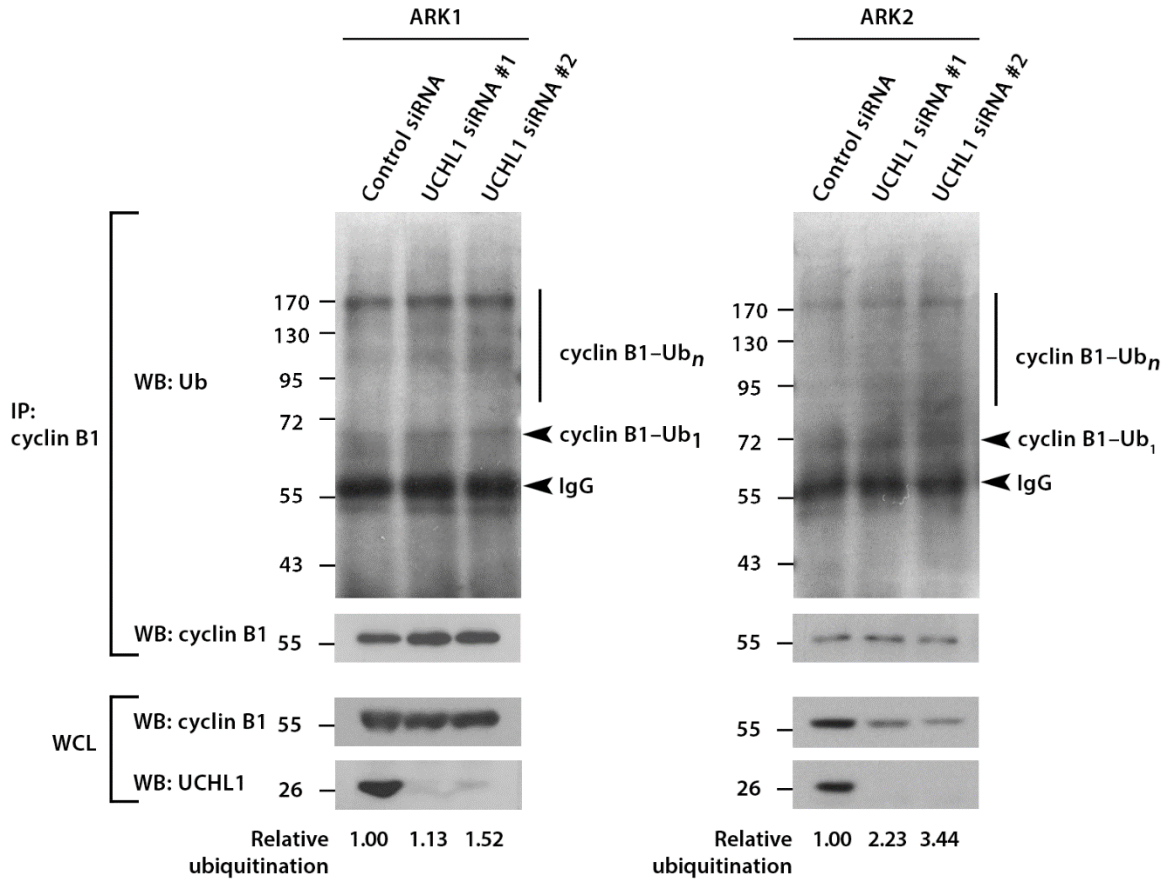 ARK1
ARK2
Control siRNA
UCHL1 siRNA #1
UCHL1 siRNA #2
Control siRNA
UCHL1 siRNA #1
UCHL1 siRNA #2
IP:
cyclin B1
WB: Ub
170
130
95
72
55
43
cyclin B1–Ubn
cyclin B1–Ub1
IgG
170
130
95
72
55
43
cyclin B1–Ubn
cyclin B1–Ub1
IgG
WB: cyclin B1
55
55
WCL
WB: cyclin B1
55
55
WB: UCHL1
26
26
Relative ubiquitination
1.00 1.13 1.52
Relative ubiquitination
1.00 2.23 3.44